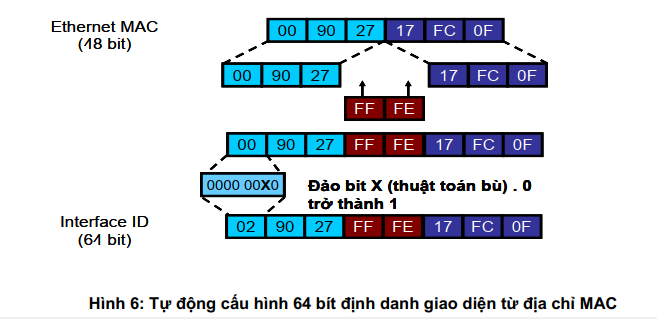 Ethernet MAC
(48 bit)
00 90 27 17 FC 0F
00 90 27 17 FC 0F
FF FE
00 90 27 FF FE 17 FC 0F
0000 00X0
Đảo bit X (thuật toán bù) . 0
trở thành 1
Interface ID
(64 bit)
02 90 27 FF FE 17 FC 0F
Hình 6: Tự động cấu hình 64 bít định danh giao diện từ địa chỉ MAC